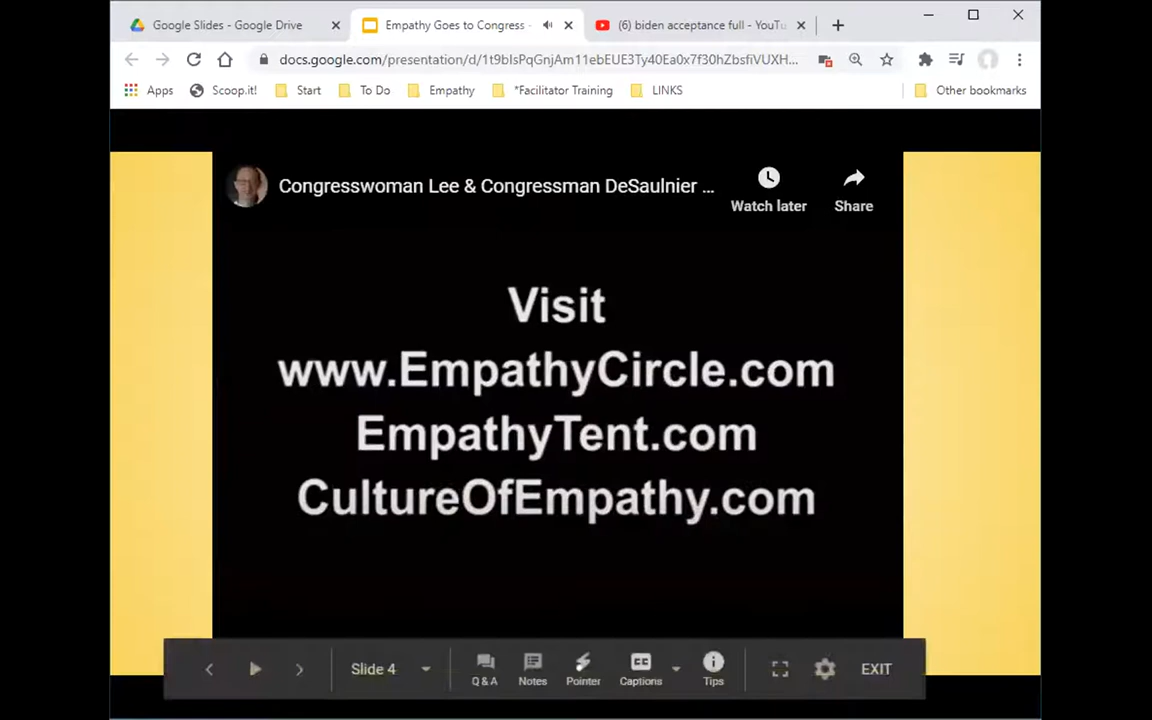 Google Slides - Google Drive
Empathy Goes to Congress -
(6) biden acceptance full - YouTu
docs.google.com/presentation/d/1t9bIsPqGnjAm11ebEUE3Ty40Ea0x7f30hZbsfiVUXH...
Apps
Scoop.it!
Start
To Do
Empathy
*Facilitator Training
LINKS
Other bookmarks
Congresswoman Lee & Congressman DeSaulnier ...
Watch later
Share
Visit
www.EmpathyCircle.com
EmpathyTent.com
CultureOfEmpathy.com
Slide 4
Q & A
Notes
Pointer
CC
Captions
Tips
EXIT